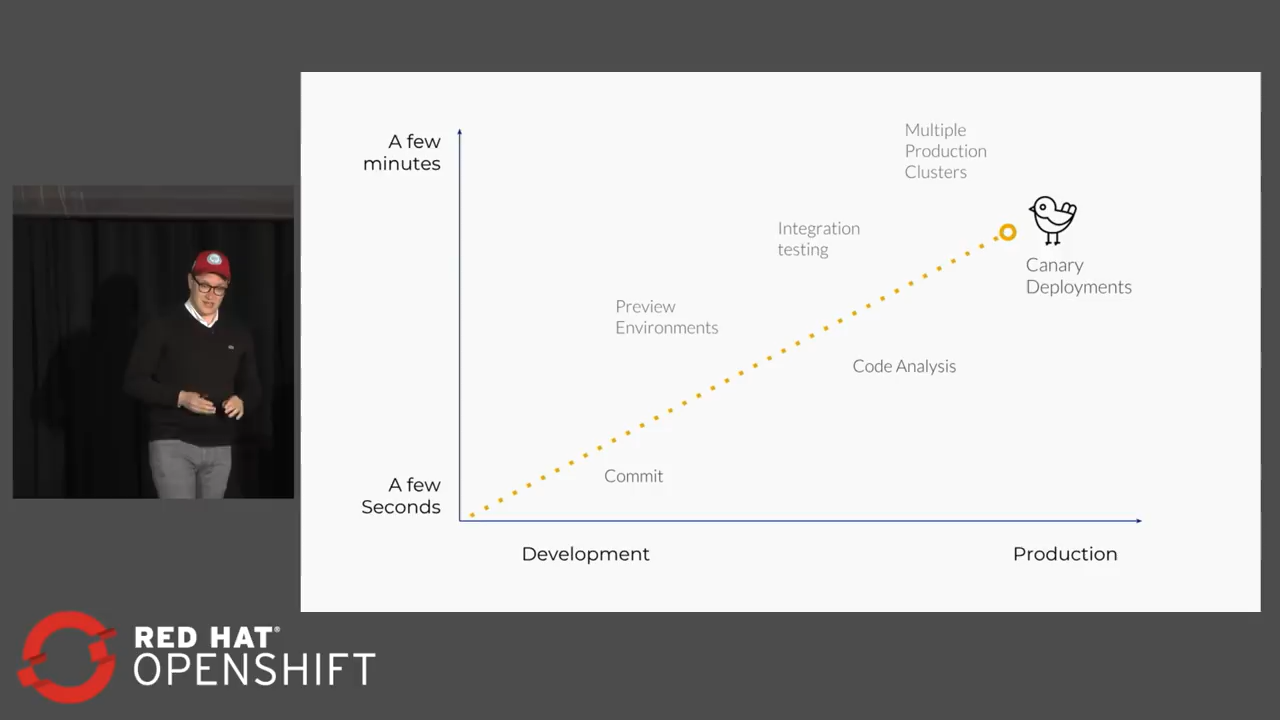 A few
minutes
Multiple
Production
Clusters
Integration
testing
Canary
Deployments
Preview
Environments
Code Analysis
Commit
A few
Seconds
Development
Production
RED HAT®
OPENSHIFT